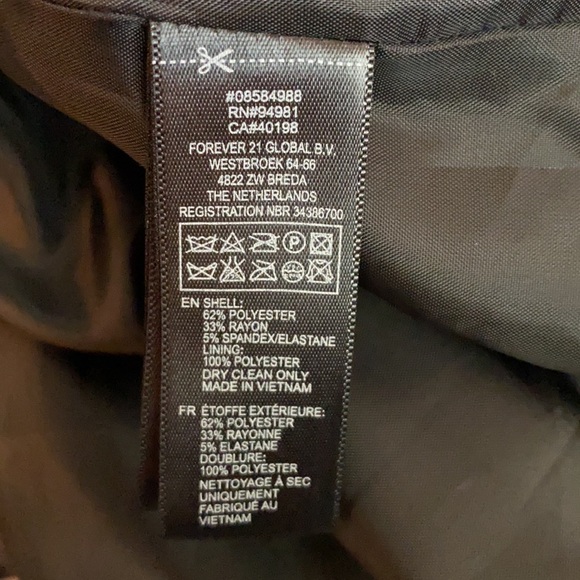 #08584988
RN#94981
CA#40198
FOREVER 21 GLOBAL B.V.
WESTBROEK 64-66
4822 ZW BREDA
THE NETHERLANDS
REGISTRATION NBR 34386700
P
EN SHELL:
62% POLYESTER
33% RAYON
5% SPANDEX/ELASTANE
LINING:
100% POLYESTER
DRY CLEAN ONLY
MADE IN VIETNAM
FR ÉTOFFE EXTÉRIEURE:
62% POLYESTER
33% RAYONNE
5% ELASTANE
DOUBLURE:
100% POLYESTER
NETTOYAGE À SEC
UNIQUEMENT
FABRIQUÉ AU
VIETNAM